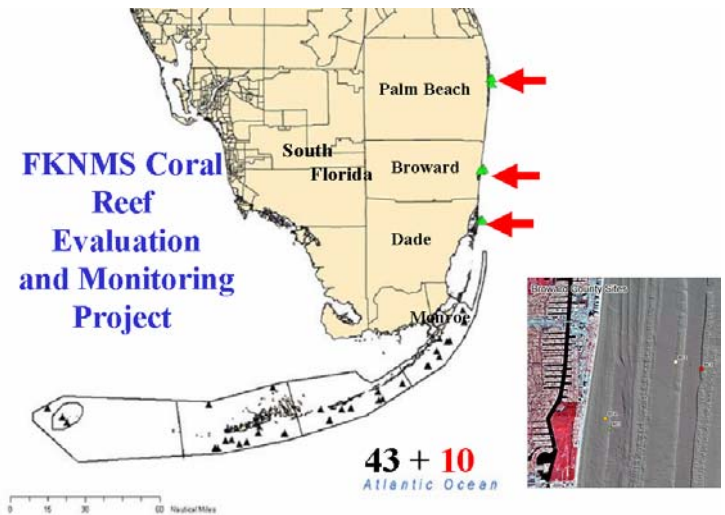 FKNMS Coral
Reef
Evaluation
and Monitoring
Project
Palm Beach
South
Florida
Broward
Dade
Monroe
Broward County Sites
43 + 10
Atlantic Ocean
0 15 30 60
Nautical Miles